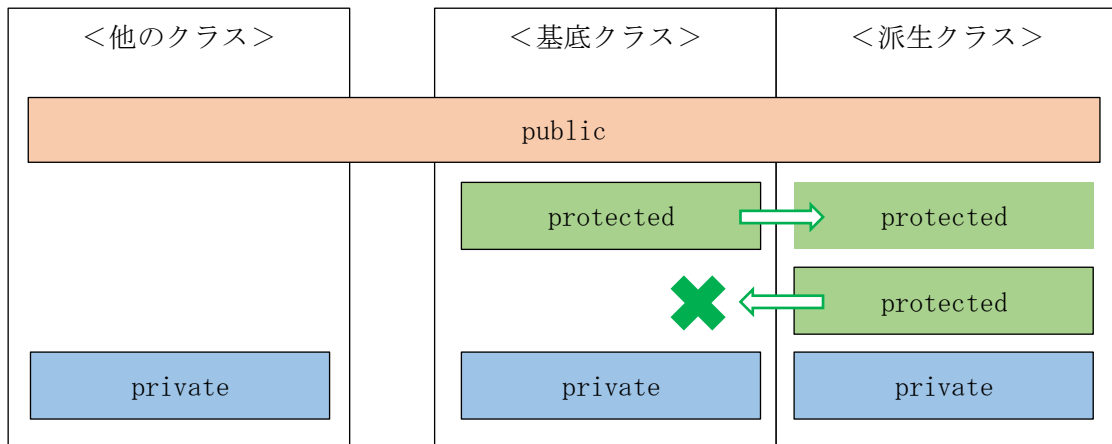 ＜他のクラス＞
＜基底クラス＞
＜派生クラス＞
public
protected
protected
protected
private
private
private